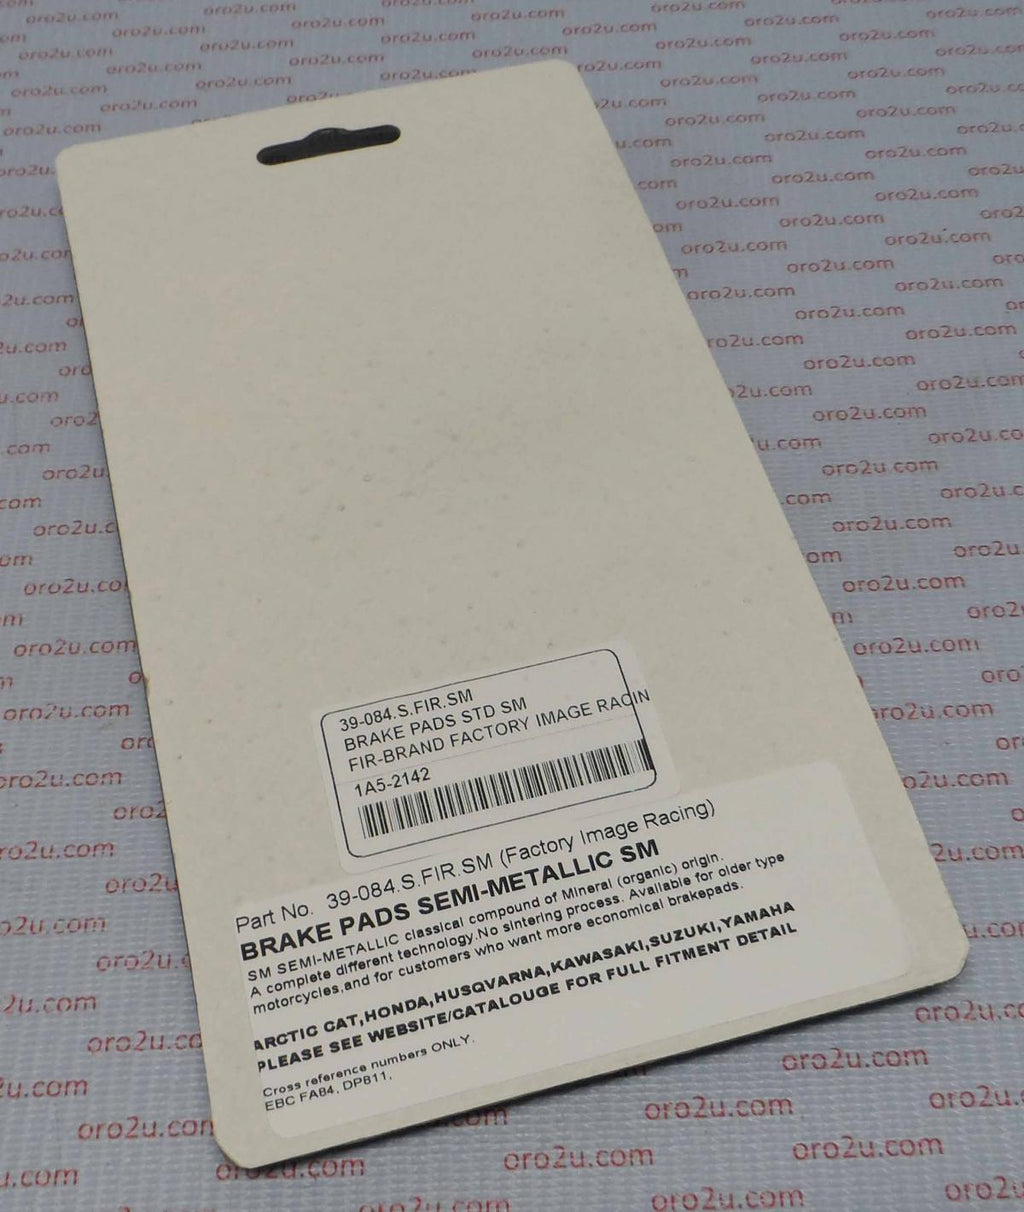 39-084.S.FIR.SM
BRAKE PADS STD SM
FIR-BRAND FACTORY IMAGE RACIN
1A5-2142
Part No. 39-084.S.FIR.SM (Factory Image Racing)
BRAKE PADS SEMI-METALLIC SM
SM SEMI-METALLIC classical compound of Mineral (organic) origin.
A complete different technology.No sintering process. Available for older type
motorcycles,and for customers who want more economical brakepads.
ARCTIC CAT,HONDA,HUSQVARNA,KAWASAKI,SUZUKI,YAMAHA
PLEASE SEE WEBSITE/CATALOUGE FOR FULL FITMENT DETAIL
Cross reference numbers ONLY.
EBC FA84, DP811,
oro2u.com